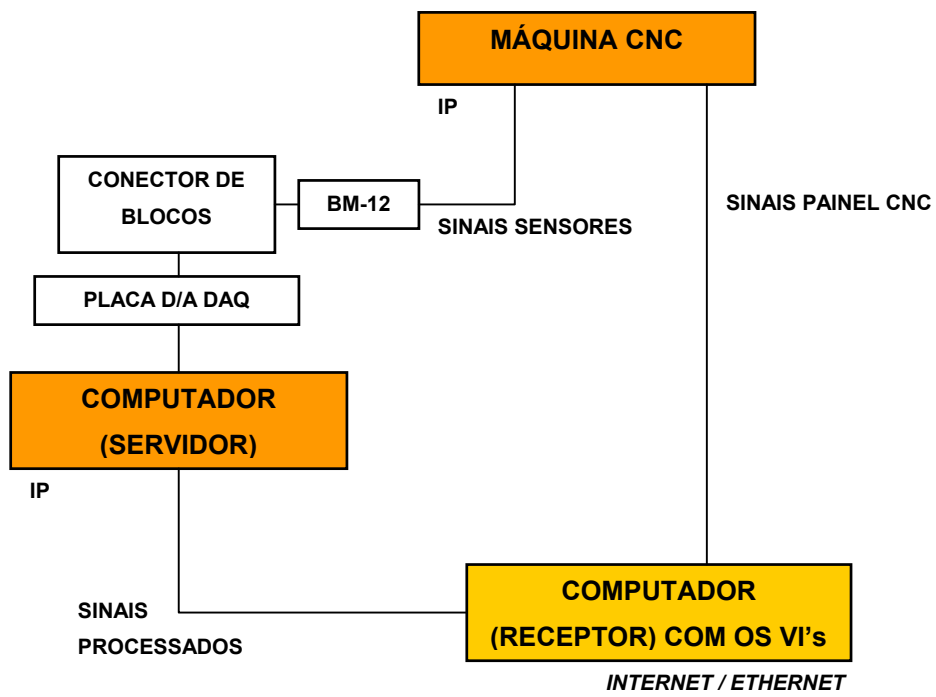 MÁQUINA CNC
IP
CONECTOR DE
BLOCOS
BM-12
SINAIS SENSORES
SINAIS PAINEL CNC
PLACA D/A DAQ
COMPUTADOR
(SERVIDOR)
IP
SINAIS
PROCESSADOS
COMPUTADOR
(RECEPTOR) COM OS VI's
INTERNET / ETHERNET